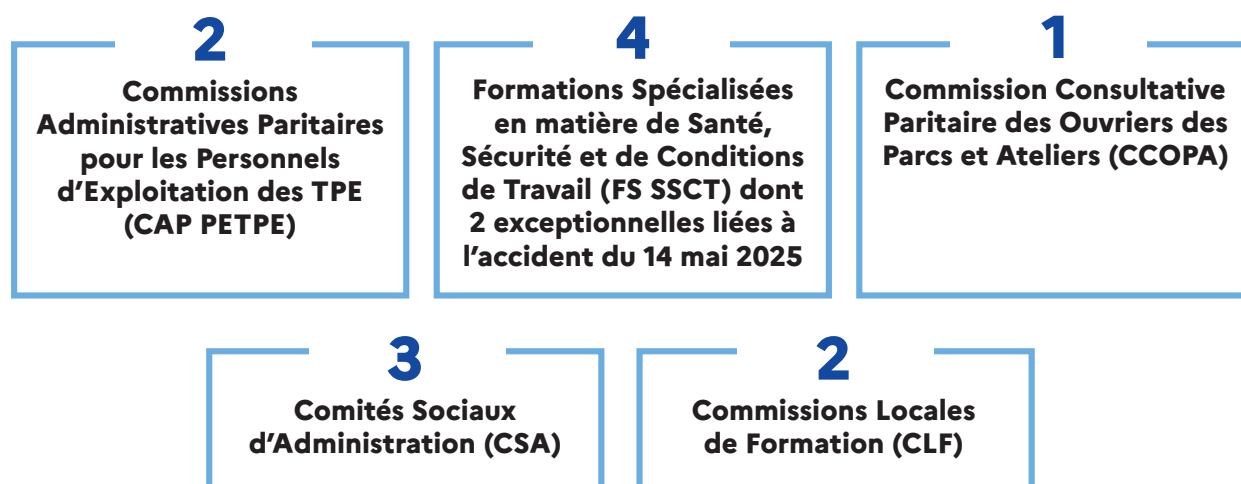 2
Commissions
Administratives Paritaires
pour les Personnels
d’Exploitation des TPE
(CAP PETPE)
4
Formations Spécialisées
en matière de Santé,
Sécurité et de Conditions
de Travail (FS SSCT) dont
2 exceptionnelles liées à
l’accident du 14 mai 2025
1
Commission Consultative
Paritaire des Ouvriers des
Parcs et Ateliers (CCOPA)
3
Comités Sociaux
d’Administration (CSA)
2
Commissions Locales
de Formation (CLF)